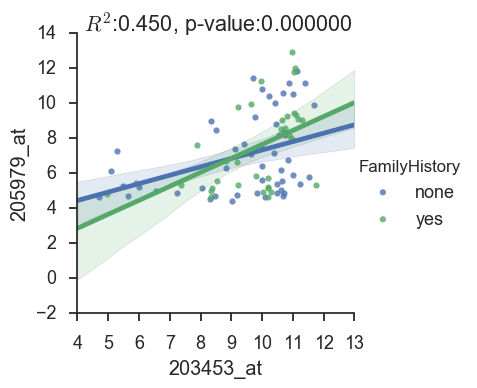 R²:0.450, p-value:0.000000
14
12
10
8
6
4
2
0
−2
205979_at
4 5 6 7 8 9 10 11 12 13
203453_at
FamilyHistory
none
yes